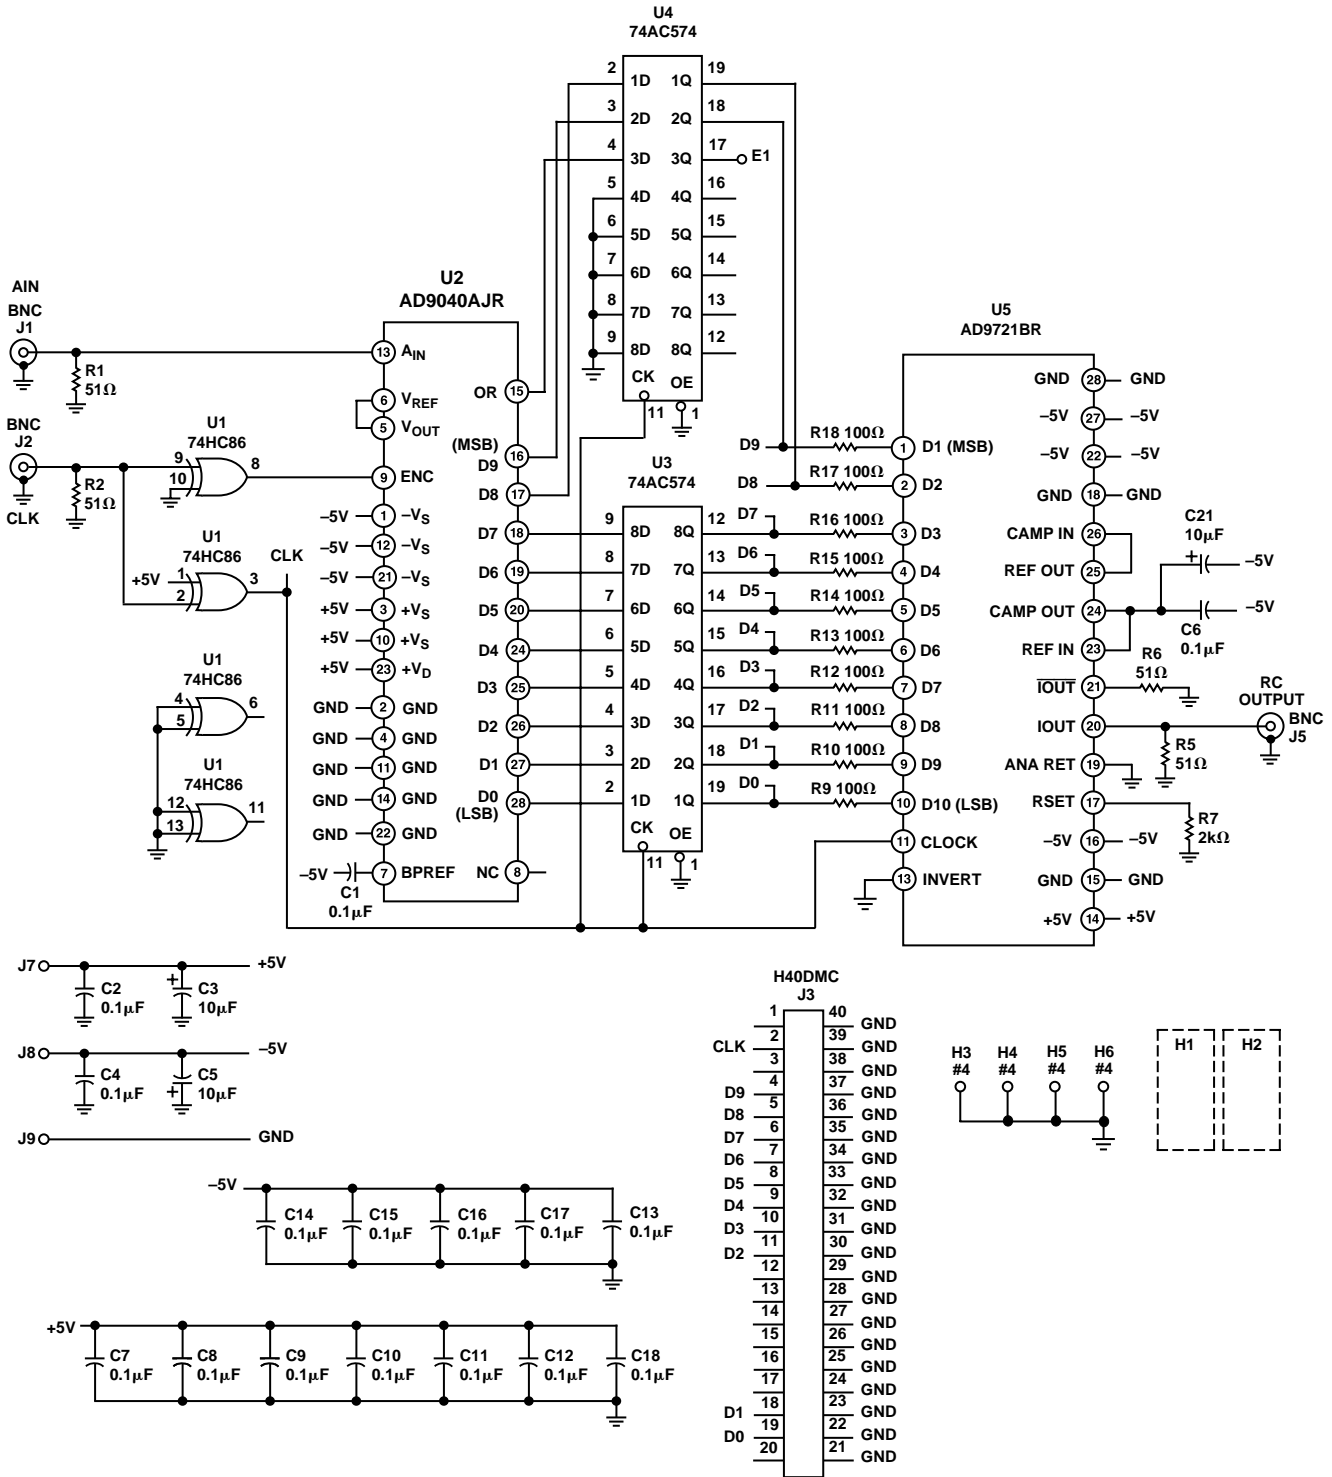 U4
74AC574
2 1D 1Q 19
3 2D 2Q 18
4 3D 3Q 17 E1
5 4D 4Q 16
6 5D 5Q 15
7 6D 6Q 14
8 7D 7Q 13
9 8D 8Q 12
CK OE
11 1
AIN
BNC
J1
R1
51Ω
BNC
J2
CLK
R2
51Ω
U1
74HC86
9
10
8
U1
74HC86
+5V 1
2
3
CLK
U1
74HC86
4
5
6
U1
74HC86
12
13
11
U2
AD9040AJR
13 AIN
6 VREF
5 VOUT
9 ENC
–5V 1 –VS
–5V 12 –VS
–5V 21 –VS
+5V 3 +VS
+5V 10 +VS
+5V 23 +VD
GND 2 GND
GND 4 GND
GND 11 GND
GND 14 GND
GND 22 GND
–5V 7 BPREF
C1
0.1µF
OR 15
(MSB)
D9 16
D8 17
D7 18
D6 19
D5 20
D4 24
D3 25
D2 26
D1 27
D0 28
(LSB)
NC 8
U3
74AC574
9 8D 8Q 12
8 7D 7Q 13
7 6D 6Q 14
6 5D 5Q 15
5 4D 4Q 16
4 3D 3Q 17
3 2D 2Q 18
2 1D 1Q 19
CK OE
11 1
D9 R18 100Ω
D8 R17 100Ω
D7 R16 100Ω
D6 R15 100Ω
D5 R14 100Ω
D4 R13 100Ω
D3 R12 100Ω
D2 R11 100Ω
D1 R10 100Ω
D0 R9 100Ω
U5
AD9721BR
1 D1 (MSB)
2 D2
3 D3
4 D4
5 D5
6 D6
7 D7
8 D8
9 D9
10 D10 (LSB)
11 CLOCK
13 INVERT
GND 28 GND
–5V 27 –5V
–5V 22 –5V
GND 18 GND
CAMP IN 26
REF OUT 25
CAMP OUT 24
REF IN 23
IOUT 21
IOUT 20
ANA RET 19
RSET 17
–5V 16 –5V
GND 15 GND
+5V 14 +5V
C21
10µF
+
–5V
–5V
C6
0.1µF
R6
51Ω
RC
OUTPUT
BNC
J5
R5
51Ω
R7
2kΩ
J7 +5V
C2
0.1µF
+ C3
10µF
J8 –5V
C4
0.1µF
+ C5
10µF
J9 GND
–5V
C14
0.1µF
C15
0.1µF
C16
0.1µF
C17
0.1µF
C13
0.1µF
+5V
C7
0.1µF
C8
0.1µF
C9
0.1µF
C10
0.1µF
C11
0.1µF
C12
0.1µF
C18
0.1µF
H40DMC
J3
1 40 GND
CLK 2 39 GND
3 38 GND
D9 4 37 GND
D8 5 36 GND
D7 6 35 GND
D6 7 34 GND
D5 8 33 GND
D4 9 32 GND
D3 10 31 GND
D2 11 30 GND
12 29 GND
13 28 GND
14 27 GND
15 26 GND
16 25 GND
17 24 GND
D1 18 23 GND
D0 19 22 GND
20 21 GND
H3
#4
H4
#4
H5
#4
H6
#4
H1
H2